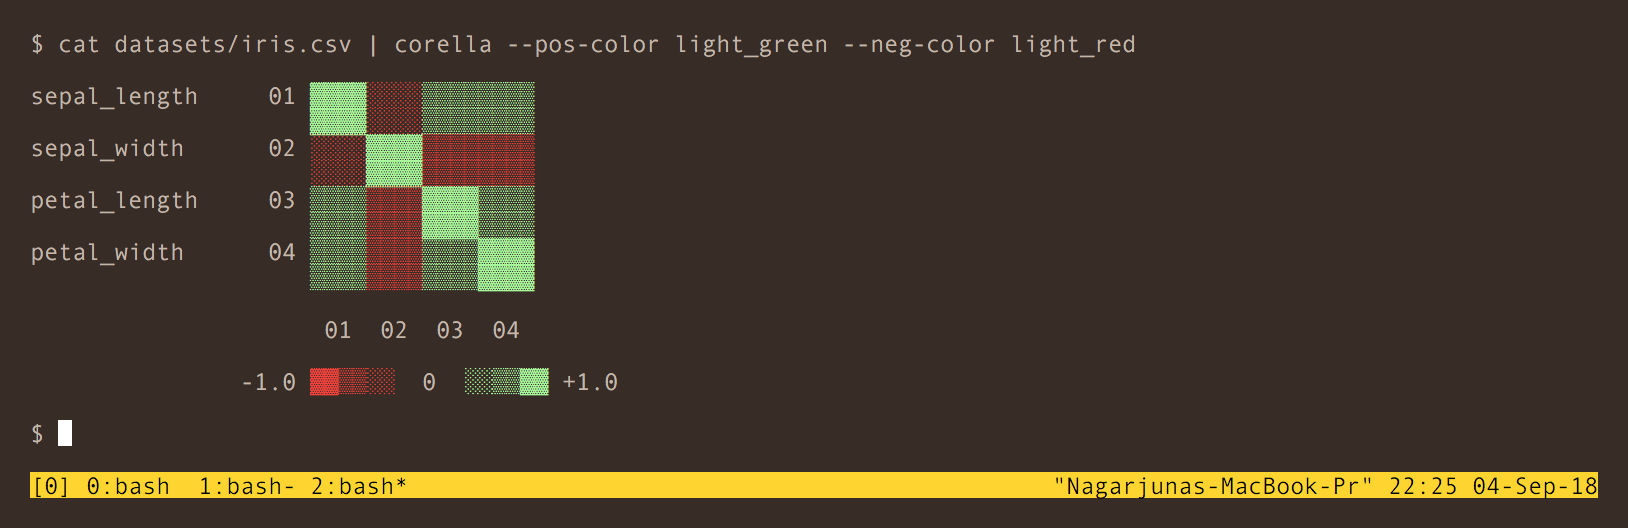 $ cat datasets/iris.csv | corella --pos-color light_green --neg-color light_red
sepal_length 01
sepal_width 02
petal_length 03
petal_width 04
01 02 03 04
-1.0 0 +1.0
$
[0] 0:bash 1:bash- 2:bash* "Nagarjunas-MacBook-Pr" 22:25 04-Sep-18